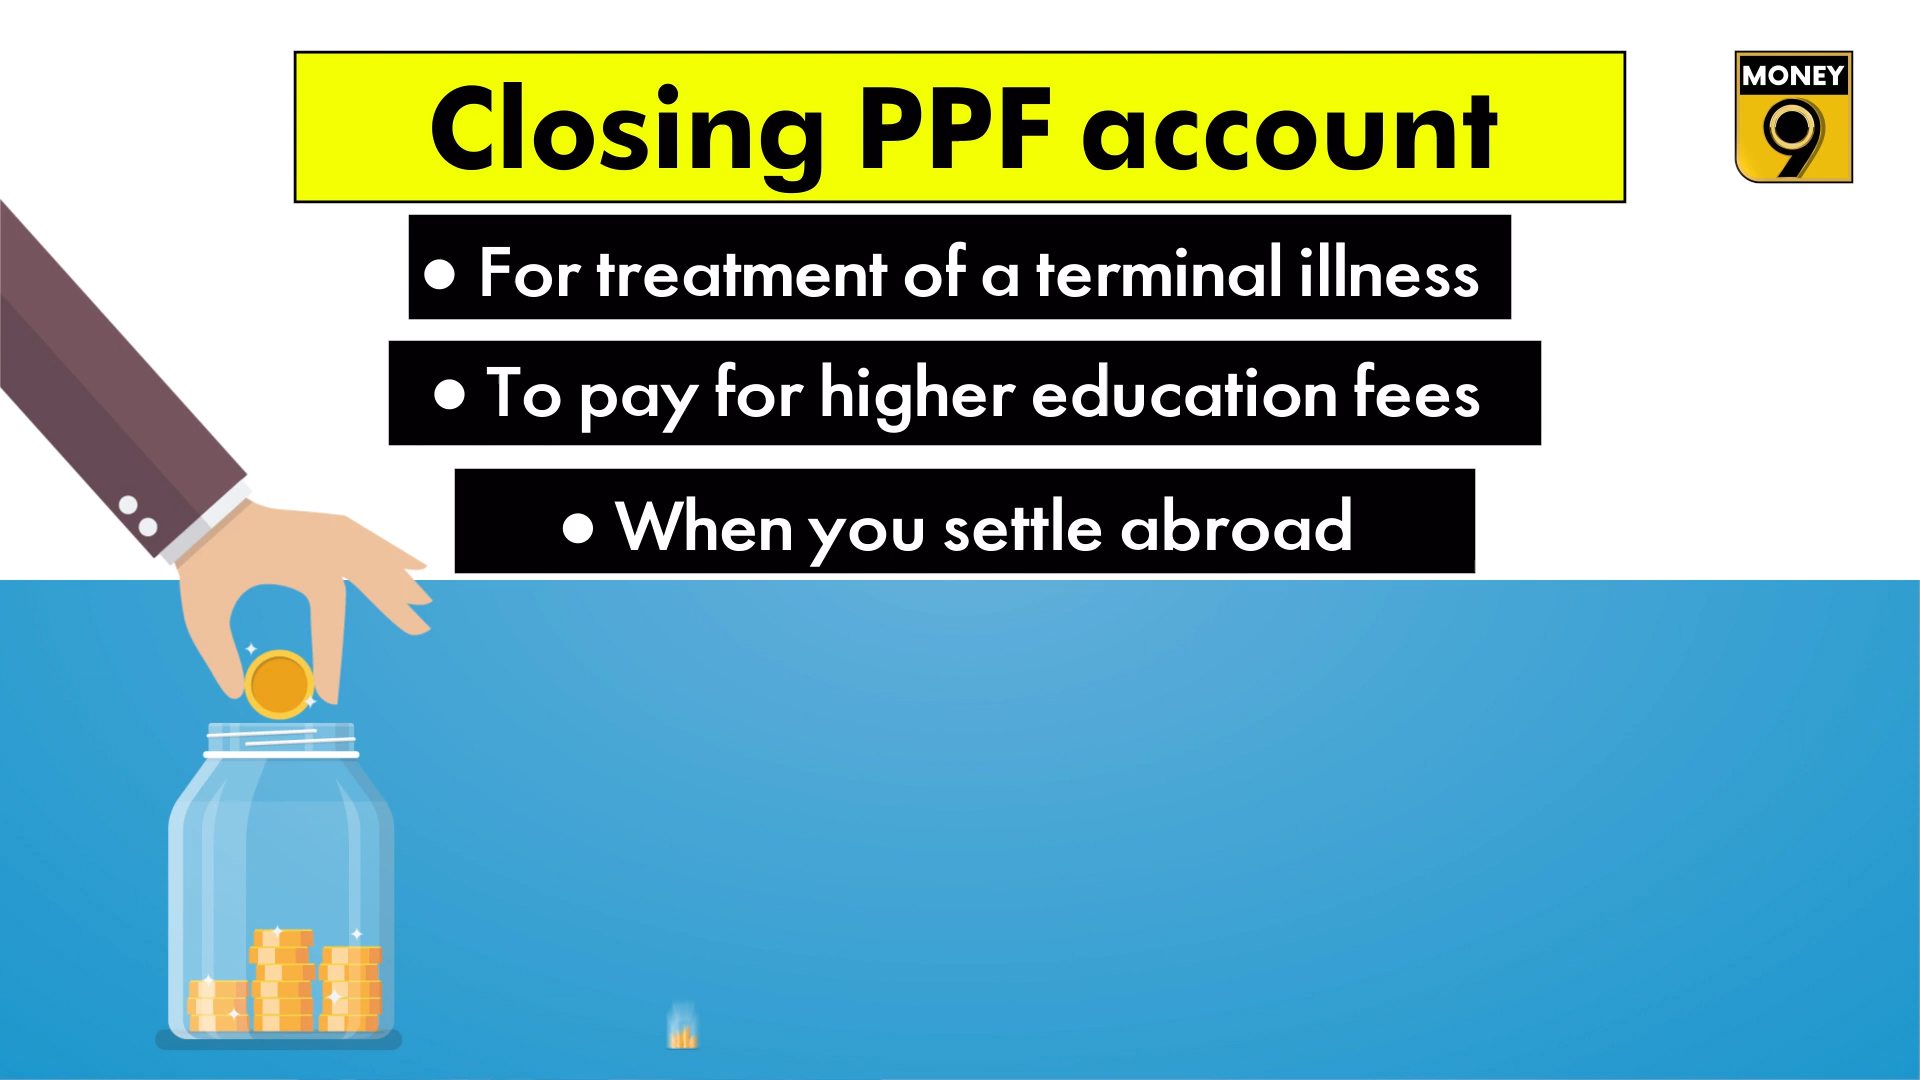 Closing PPF account
MONEY
9
● For treatment of a terminal illness
● To pay for higher education fees
● When you settle abroad